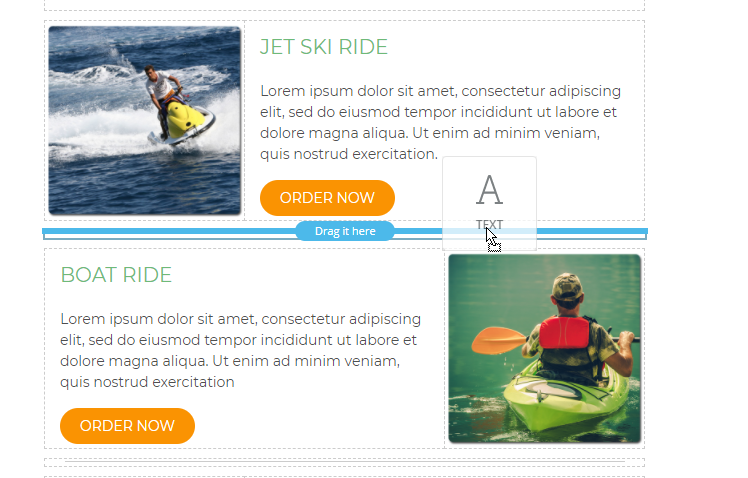 JET SKI RIDE
Lorem ipsum dolor sit amet, consectetur adipiscing
elit, sed do eiusmod tempor incididunt ut labore et
dolore magna aliqua. Ut enim ad minim veniam,
quis nostrud exercitation.
ORDER NOW
A
TEXT
Drag it here
BOAT RIDE
Lorem ipsum dolor sit amet, consectetur adipiscing
elit, sed do eiusmod tempor incididunt ut labore et
dolore magna aliqua. Ut enim ad minim veniam,
quis nostrud exercitation
ORDER NOW